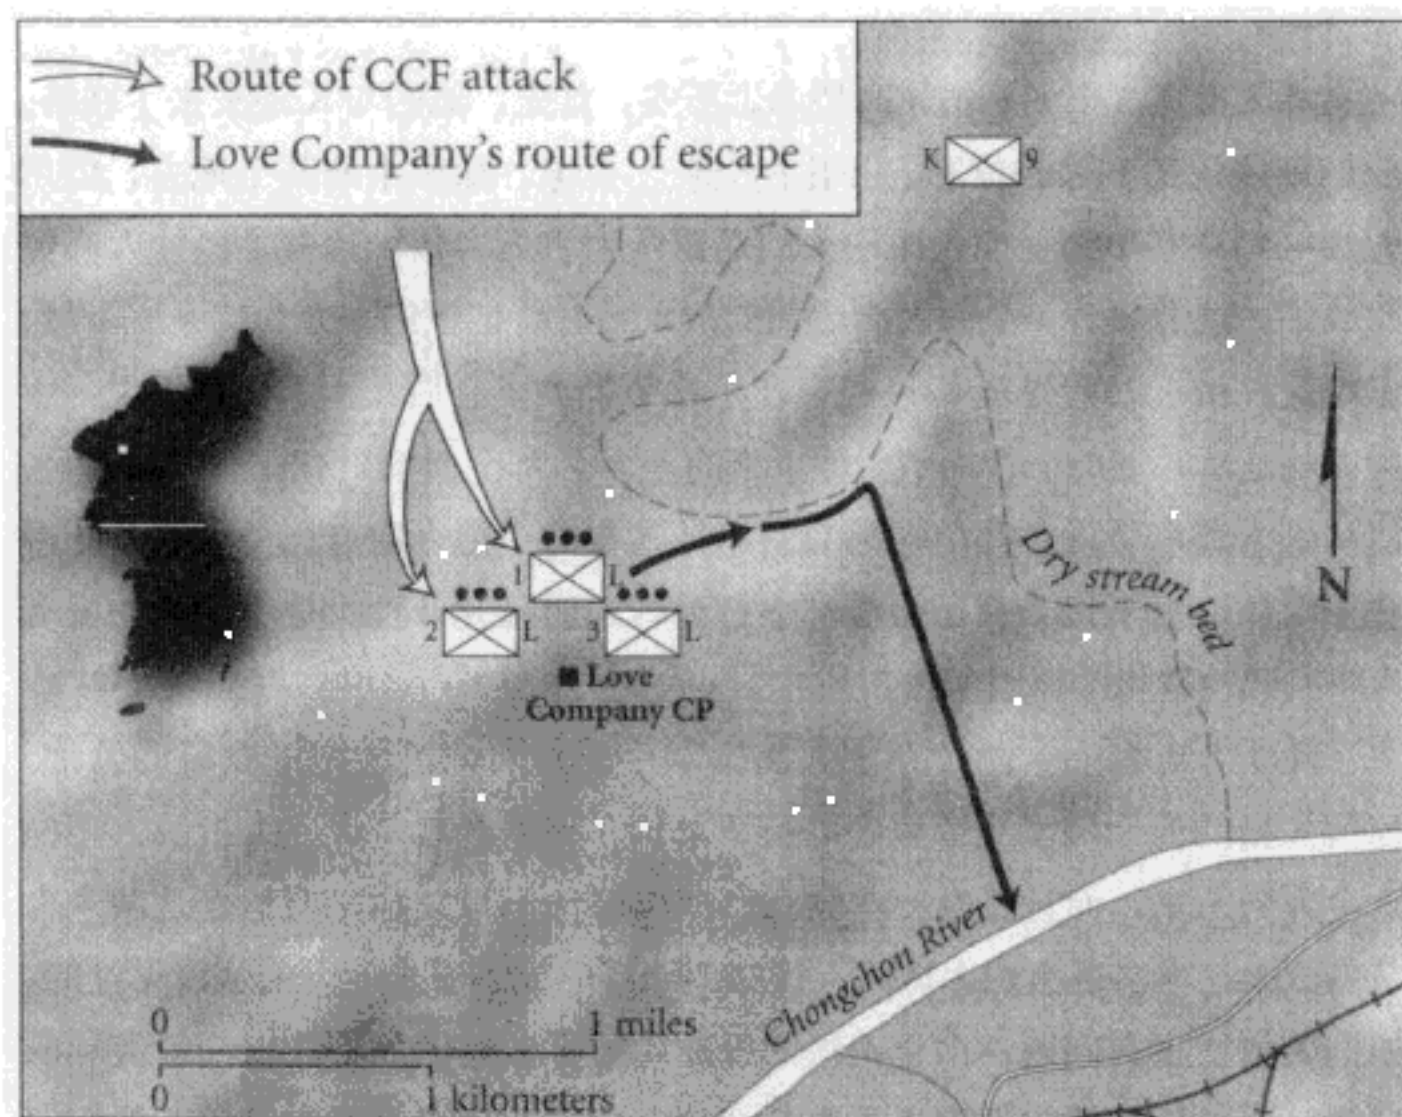 Route of CCF attack
Love Company's route of escape
K 9
1 L
2 L 3 L
Love
Company CP
Dry stream bed
N
Chongchon River
0 1 miles
0 1 kilometers